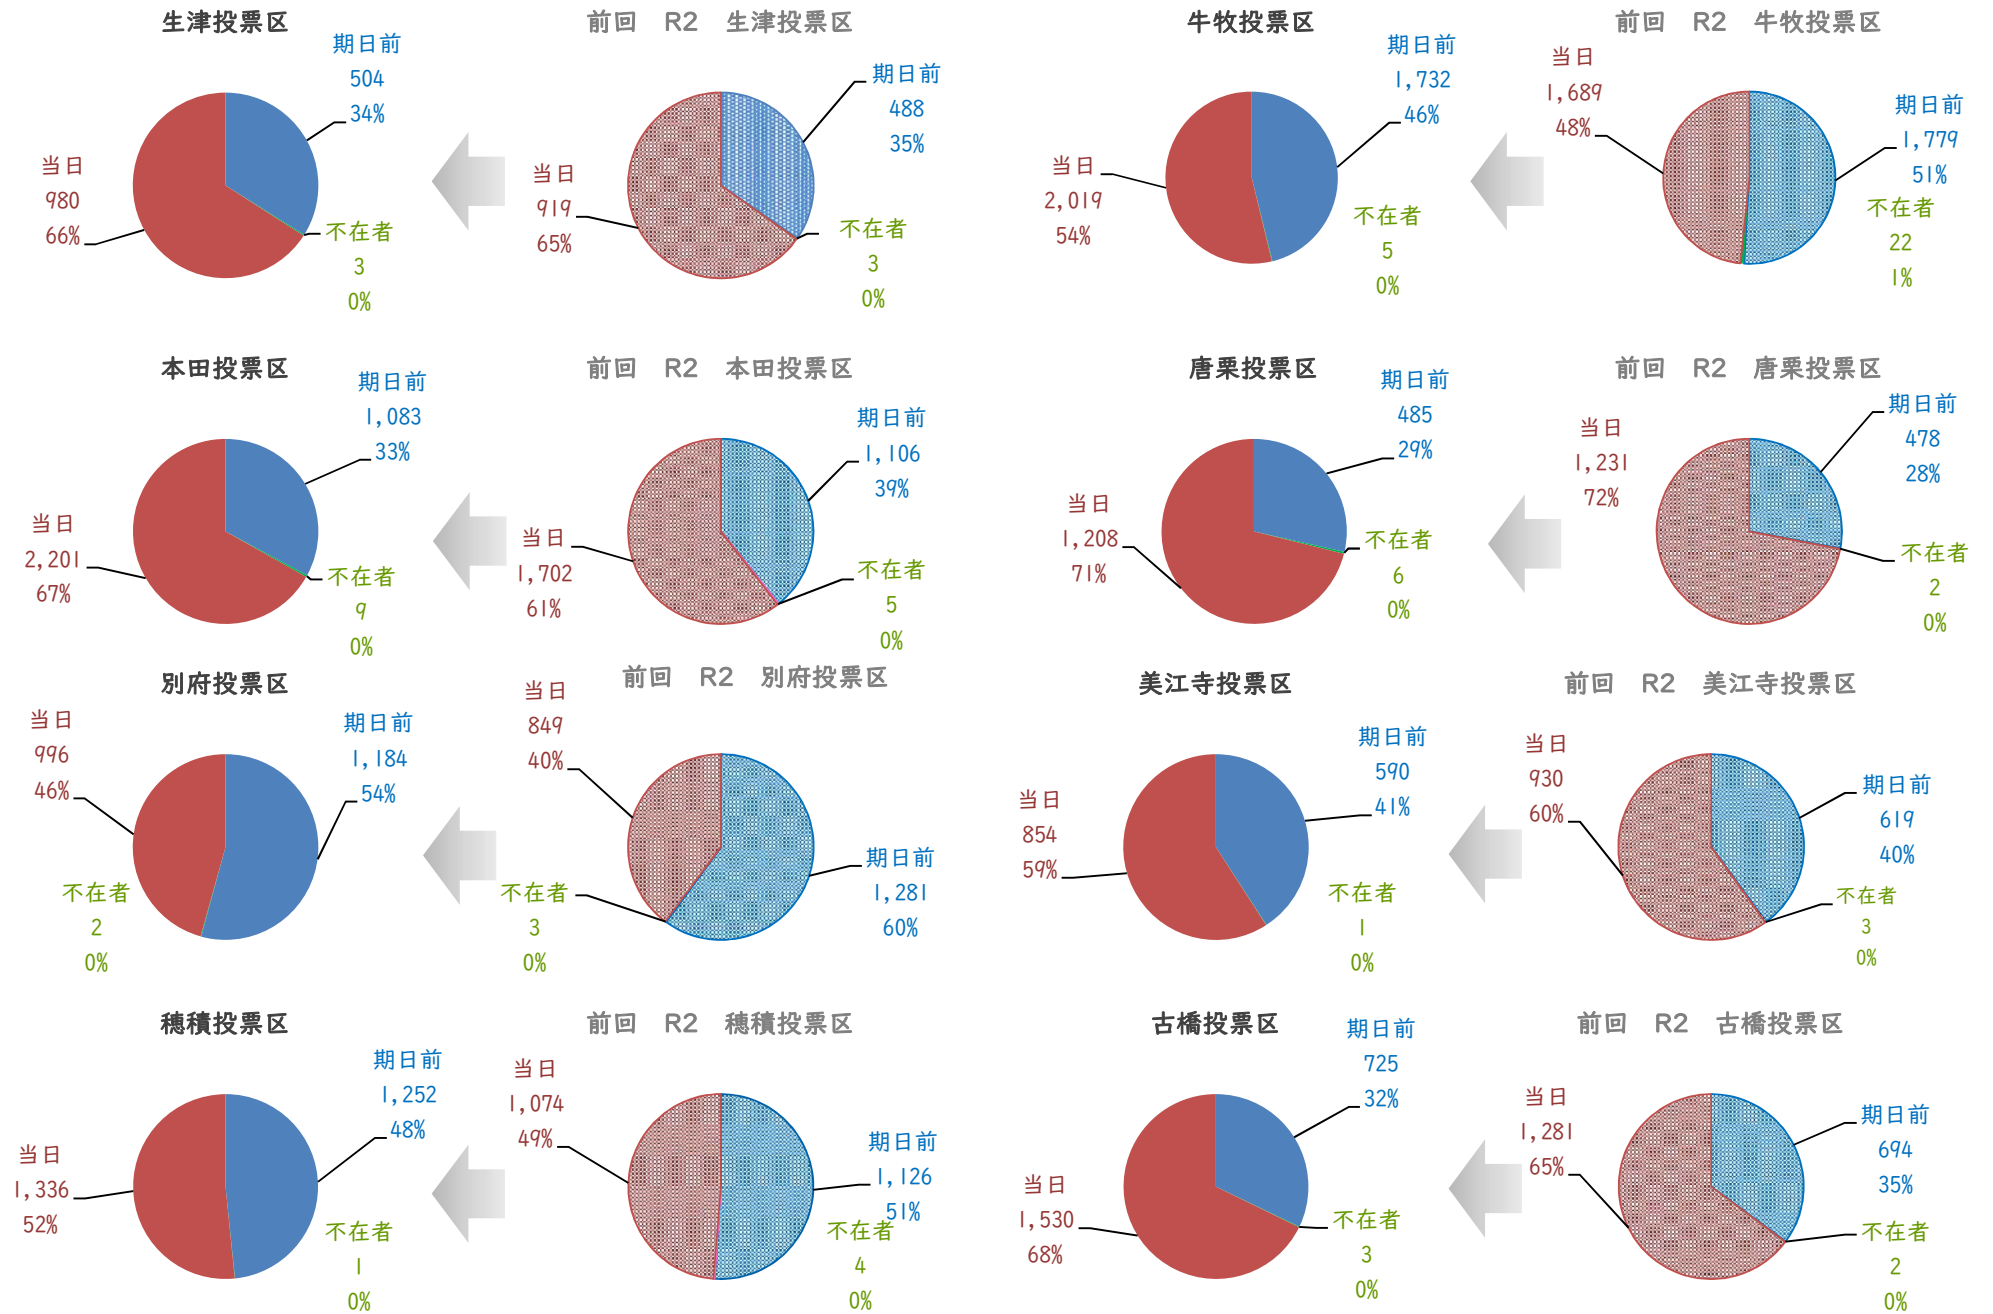 生津投票区
期日前
504
34%
当日
980
66%
不在者
3
0%
前回　R2　生津投票区
期日前
488
35%
当日
919
65%
不在者
3
0%
牛牧投票区
期日前
1,732
46%
当日
2,019
54%
不在者
5
0%
前回　R2　牛牧投票区
当日
1,689
48%
期日前
1,779
51%
不在者
22
1%
本田投票区
期日前
1,083
33%
当日
2,201
67%
不在者
9
0%
前回　R2　本田投票区
期日前
1,106
39%
当日
1,702
61%
不在者
5
0%
唐栗投票区
期日前
485
29%
当日
1,208
71%
不在者
6
0%
前回　R2　唐栗投票区
期日前
478
28%
当日
1,231
72%
不在者
2
0%
別府投票区
当日
996
46%
期日前
1,184
54%
不在者
2
0%
前回　R2　別府投票区
当日
849
40%
期日前
1,281
60%
不在者
3
0%
美江寺投票区
期日前
590
41%
当日
854
59%
不在者
1
0%
前回　R2　美江寺投票区
当日
930
60%
期日前
619
40%
不在者
3
0%
穂積投票区
期日前
1,252
48%
当日
1,336
52%
不在者
1
0%
前回　R2　穂積投票区
当日
1,074
49%
期日前
1,126
51%
不在者
4
0%
古橋投票区
期日前
725
32%
当日
1,530
68%
不在者
3
0%
前回　R2　古橋投票区
当日
1,281
65%
期日前
694
35%
不在者
2
0%